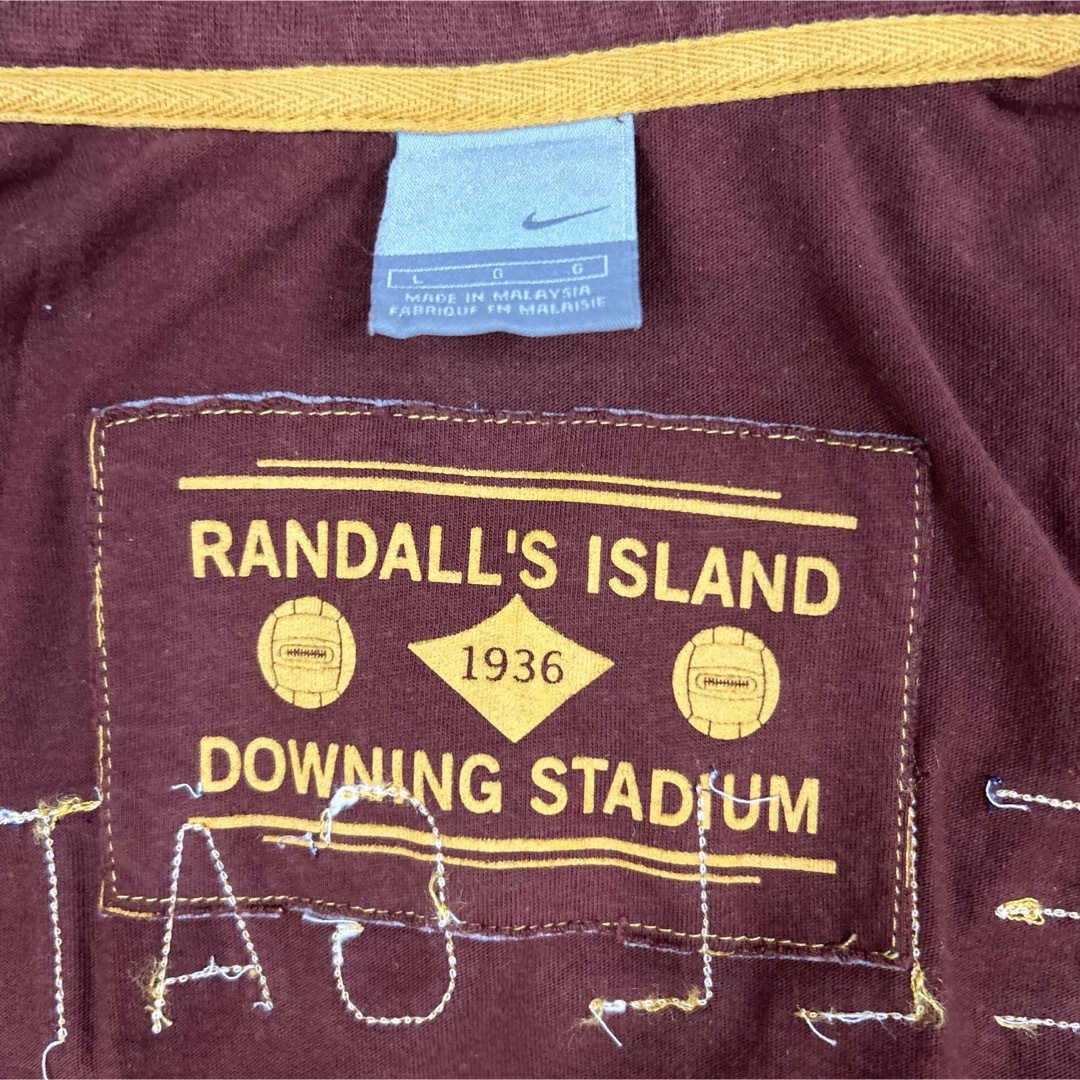 L G G
MADE IN MALAYSIA
FABRIQUE EN MALAISIE
RANDALL'S ISLAND
1936
DOWNING STADIUM